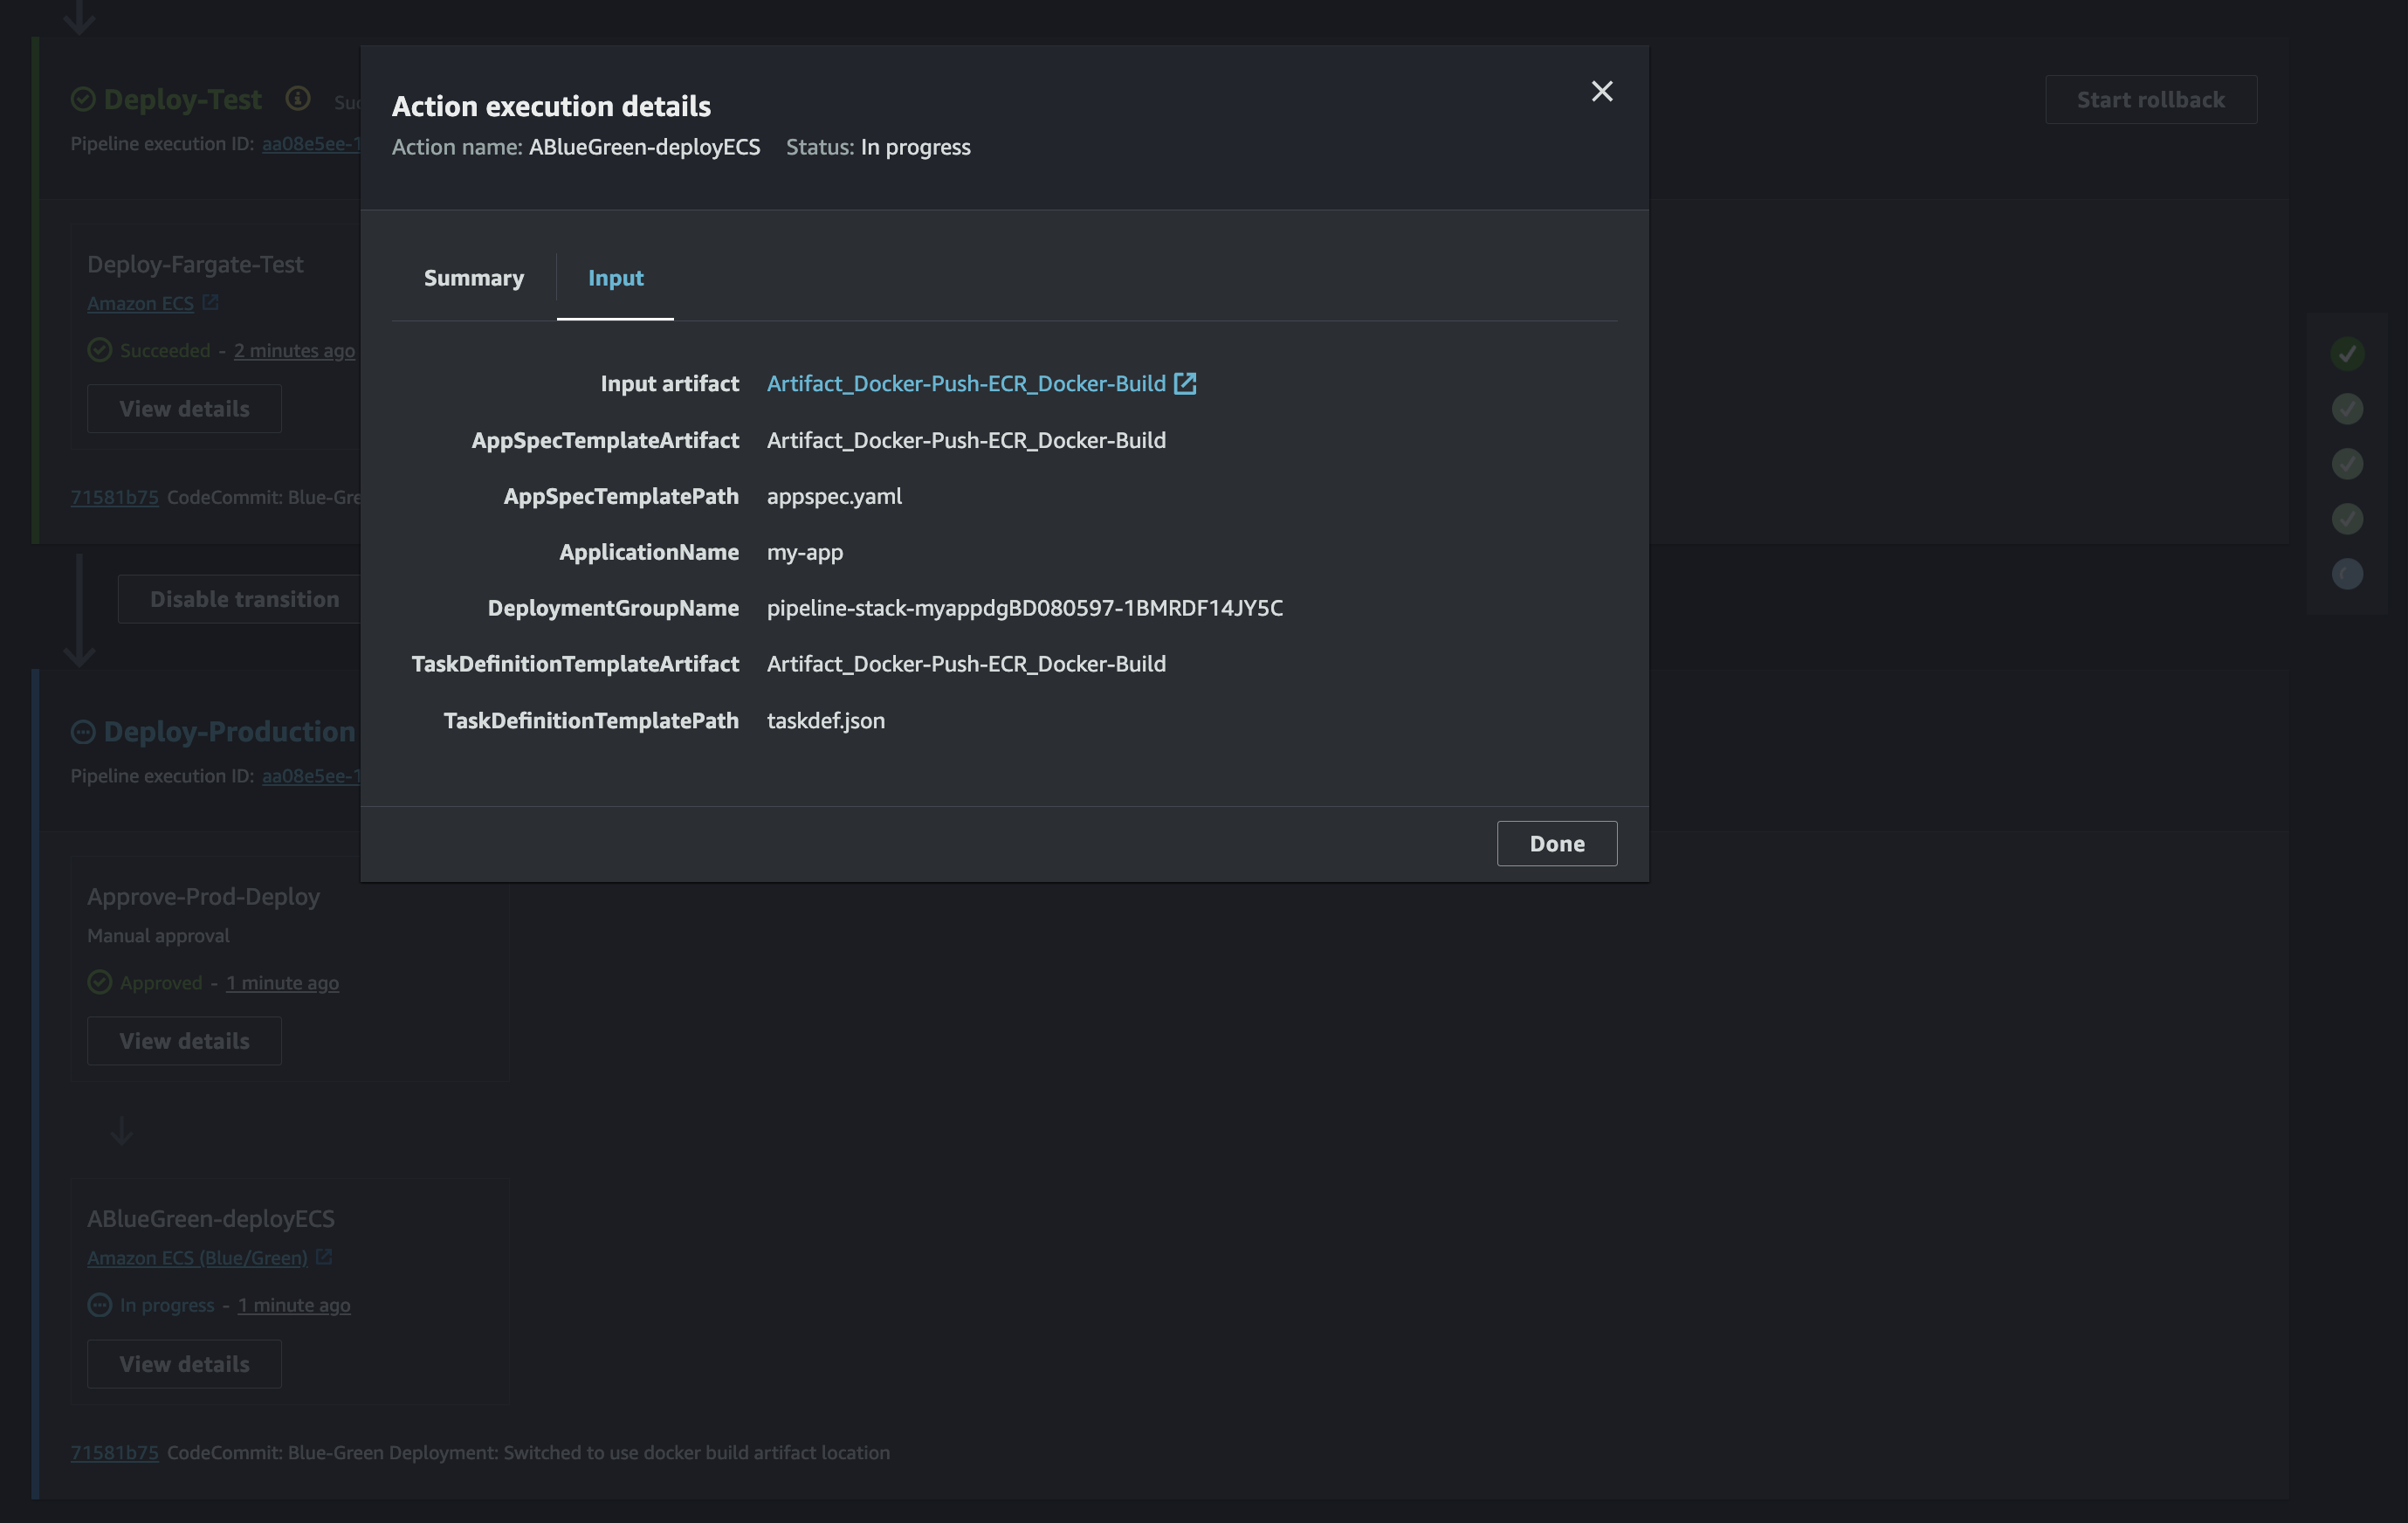 Deploy-Test
Start rollback
Pipeline execution ID: aa08e5ee-1
Deploy-Fargate-Test
Amazon ECS
Succeeded - 2 minutes ago
View details
71581b75 CodeCommit: Blue-Gre
Disable transition
Deploy-Production
Pipeline execution ID: aa08e5ee-1
Approve-Prod-Deploy
Manual approval
Approved - 1 minute ago
View details
ABlueGreen-deployECS
Amazon ECS (Blue/Green)
In progress - 1 minute ago
View details
71581b75 CodeCommit: Blue-Green Deployment: Switched to use docker build artifact location
Action execution details
Action name: ABlueGreen-deployECS Status: In progress
Summary Input
Input artifact Artifact_Docker-Push-ECR_Docker-Build
AppSpecTemplateArtifact Artifact_Docker-Push-ECR_Docker-Build
AppSpecTemplatePath appspec.yaml
ApplicationName my-app
DeploymentGroupName pipeline-stack-myappdgBD080597-1BMRDF14JY5C
TaskDefinitionTemplateArtifact Artifact_Docker-Push-ECR_Docker-Build
TaskDefinitionTemplatePath taskdef.json
Done